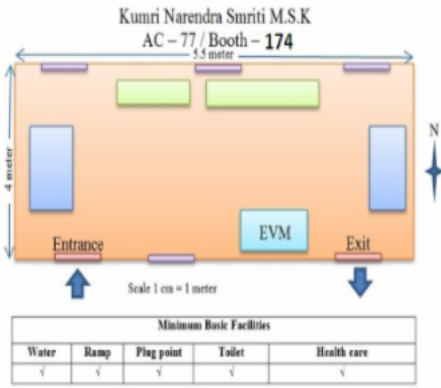 Kumri Narendra Smriti M.S.K
AC – 77 / Booth – 174
5.5 meter
4 meter
N
EVM
Entrance
Exit
Scale 1 cm = 1 meter
Minimum Basic Facilities
Water Ramp Plug point Toilet Health care
√ √ √ √ √